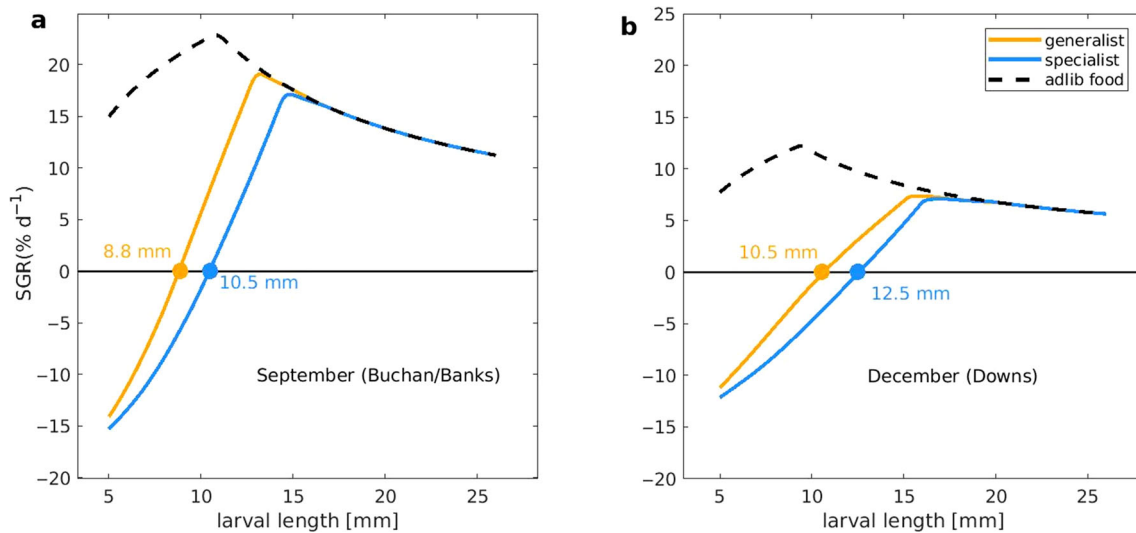 a
SGR(% d⁻¹)
20
15
10
5
0
−5
−10
−15
−20
8.8 mm
10.5 mm
September (Buchan/Banks)
5 10 15 20 25
larval length [mm]
b
25
20
15
10
5
0
−5
−10
−15
−20
generalist
specialist
adlib food
10.5 mm
12.5 mm
December (Downs)
5 10 15 20 25
larval length [mm]